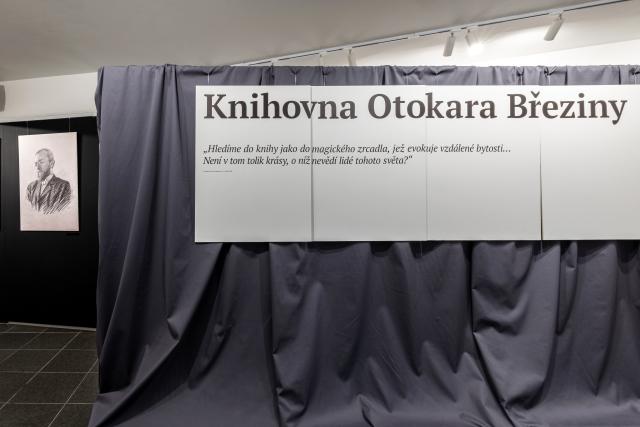 Knihovna Otokara Březiny
„Hledíme do knihy jako do magického zrcadla, jež evokuje vzdálené bytosti...
Není v tom tolik krásy, o níž nevědí lidé tohoto světa?“